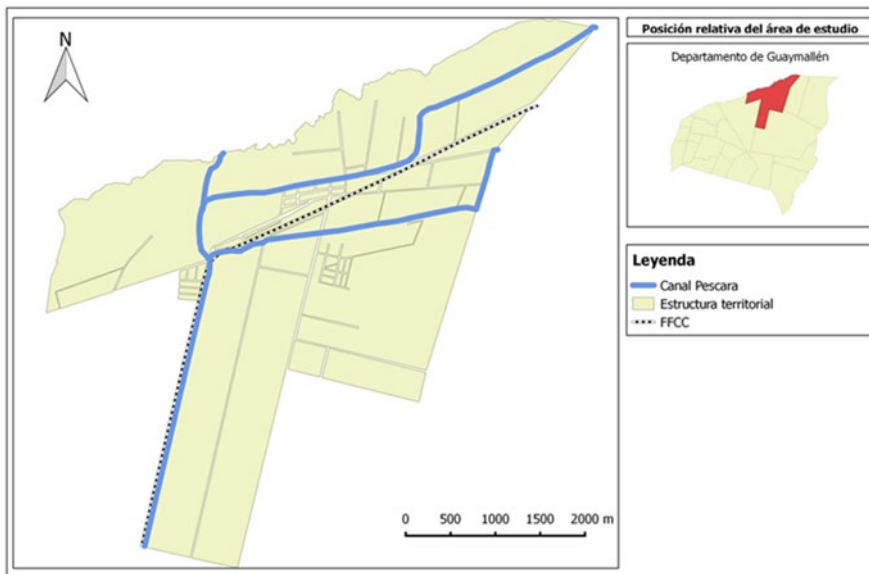 N
0 500 1000 1500 2000 m
Posición relativa del área de estudio
Departamento de Guaymallén
Leyenda
Canal Pescara
Estructura territorial
FFCC